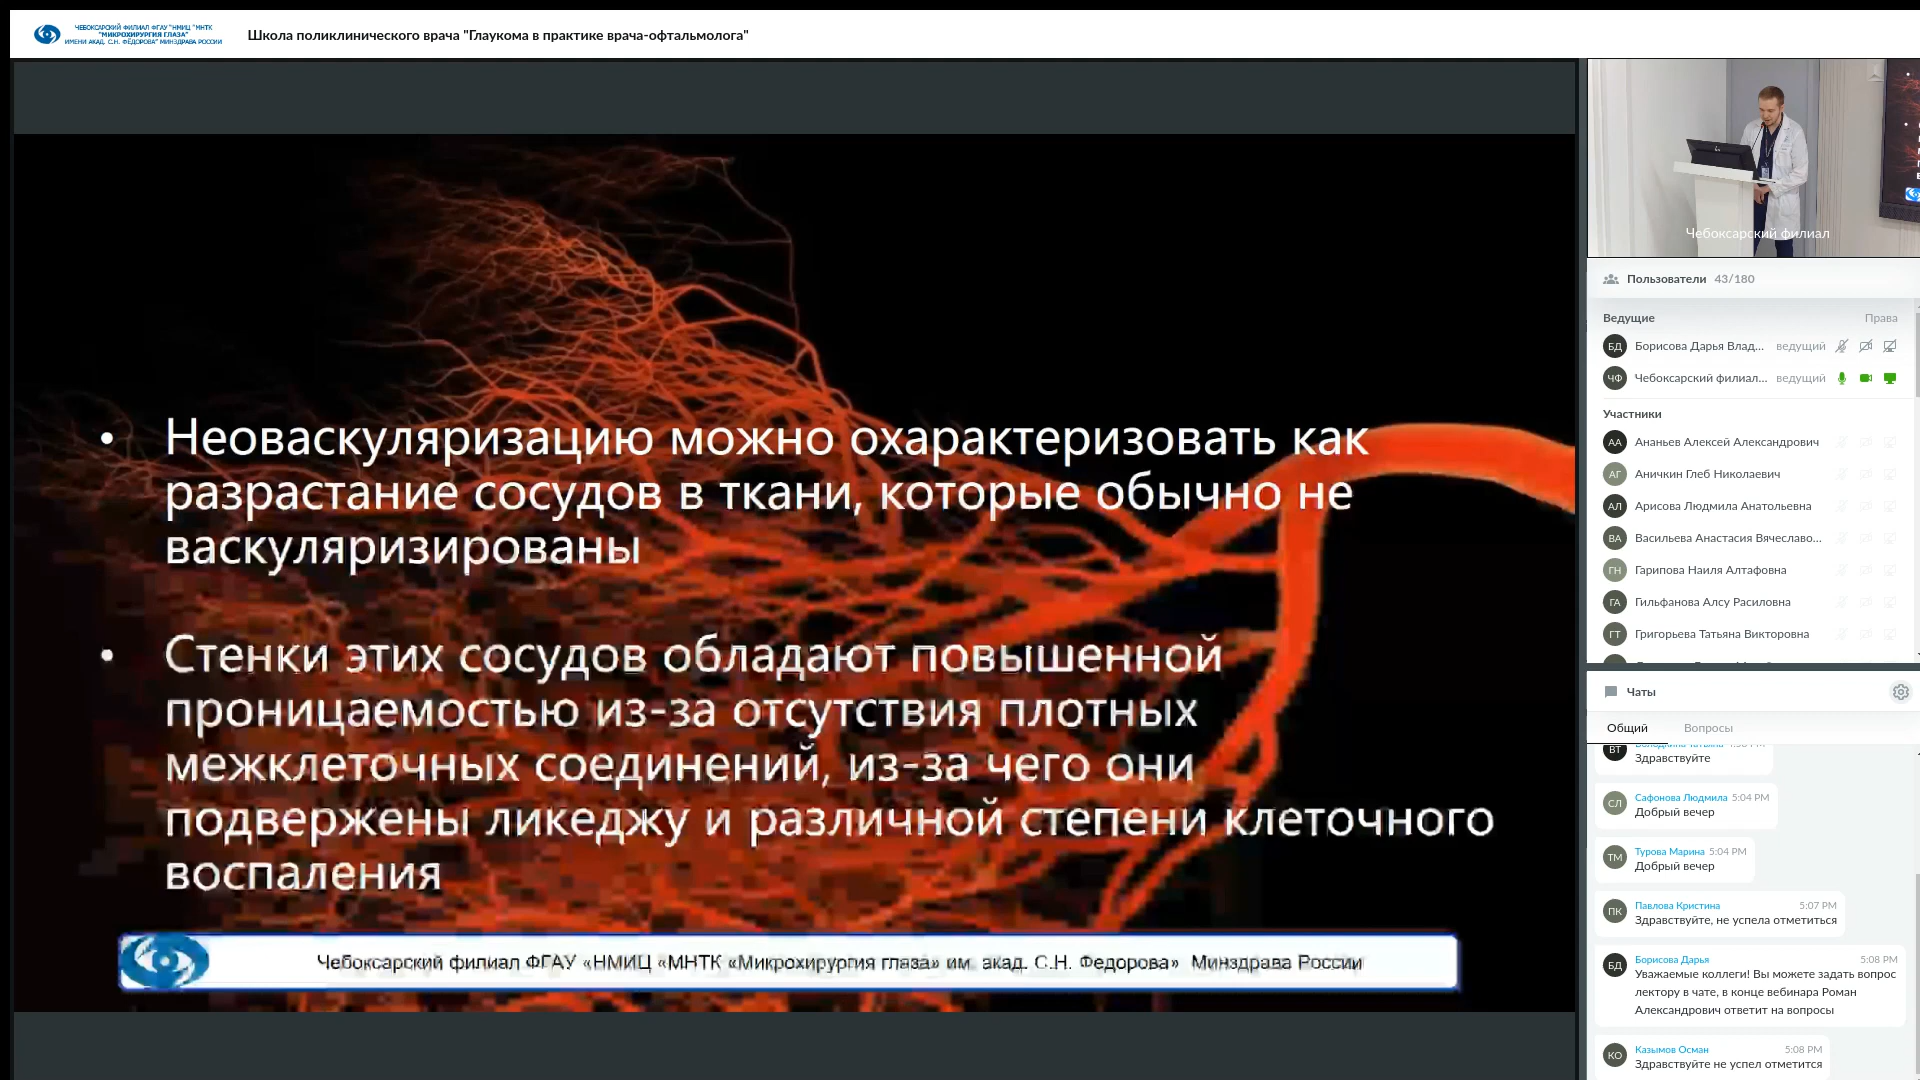 ЧЕБОКСАРСКИЙ ФИЛИАЛ ФГАУ "НМИЦ "МНТК
"МИКРОХИРУРГИЯ ГЛАЗА"
ИМЕНИ АКАД. С.Н. ФЁДОРОВА" МИНЗДРАВА РОССИИ
Школа поликлинического врача "Глаукома в практике врача-офтальмолога"
• Неоваскуляризацию можно охарактеризовать как
разрастание сосудов в ткани, которые обычно не
васкуляризированы
• Стенки этих сосудов обладают повышенной
проницаемостью из-за отсутствия плотных
межклеточных соединений, из-за чего они
подвержены ликеджу и различной степени клеточного
воспаления
Чебоксарский филиал ФГАУ «НМИЦ «МНТК «Микрохирургия глаза» им. акад. С.Н. Федорова» Минздрава России
Чебоксарский филиал
Пользователи 43/180
Ведущие Права
БД Борисова Дарья Влад... ведущий
ЧФ Чебоксарский филиал... ведущий
Участники
АА Ананьев Алексей Александрович
АГ Аничкин Глеб Николаевич
АЛ Арисова Людмила Анатольевна
ВА Васильева Анастасия Вячеславо...
ГН Гарипова Наиля Алтафовна
ГА Гильфанова Алсу Расиловна
ГТ Григорьева Татьяна Викторовна
Чаты
Общий Вопросы
ВТ
Здравствуйте
СЛ Сафонова Людмила 5:04 PM
Добрый вечер
ТМ Турова Марина 5:04 PM
Добрый вечер
ПК Павлова Кристина 5:07 PM
Здравствуйте, не успела отметиться
БД Борисова Дарья 5:08 PM
Уважаемые коллеги! Вы можете задать вопрос
лектору в чате, в конце вебинара Роман
Александрович ответит на вопросы
КО Казымов Осман 5:08 PM
Здравствуйте не успел отметится